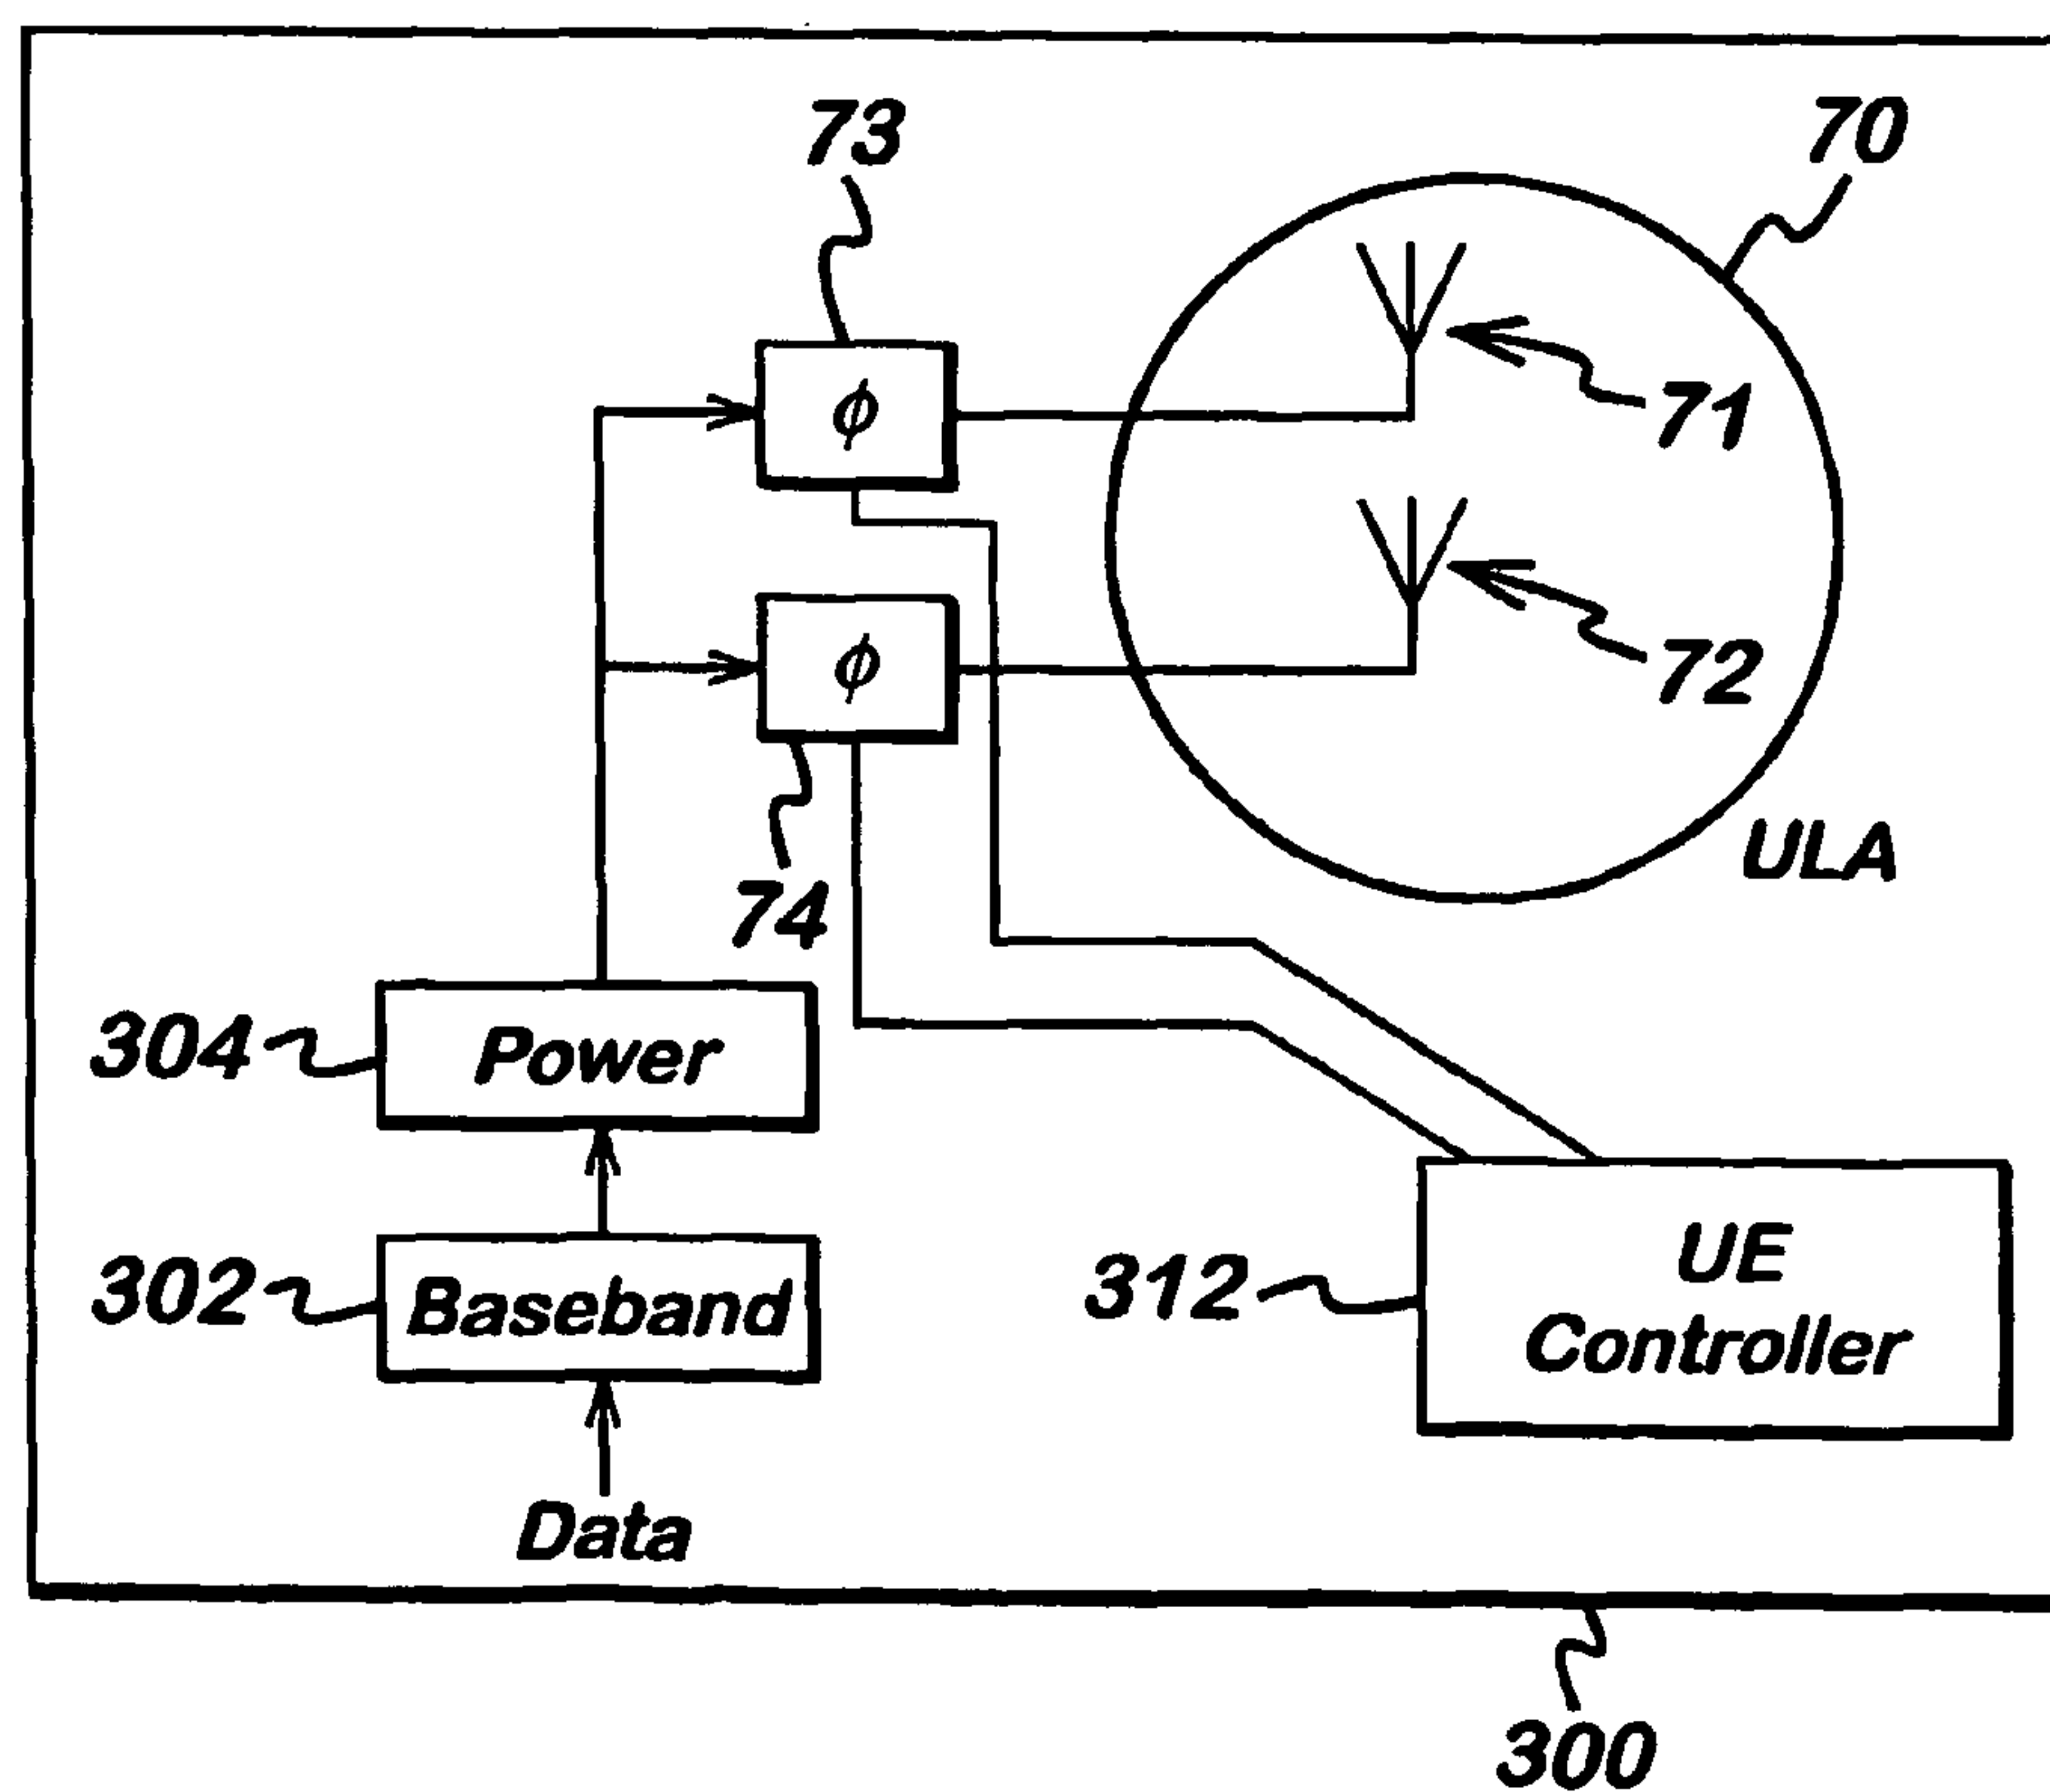 73
70
ϕ
71
ϕ
72
ULA
74
304
Power
302
Baseband
312
UE
Controller
Data
300